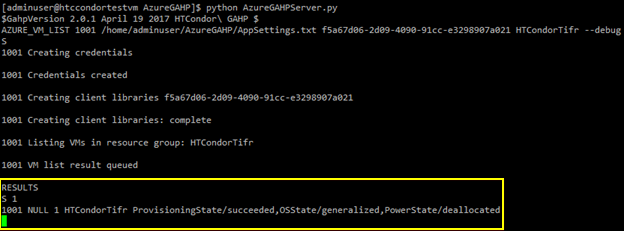 [adminuser@htccondortestvm AzureGAHP]$ python AzureGAHPServer.py
$GahpVersion 2.0.1 April 19 2017 HTCondor\ GAHP $
AZURE_VM_LIST 1001 /home/adminuser/AzureGAHP/AppSettings.txt f5a67d06-2d09-4090-91cc-e3298907a021 HTCondorTifr --debug
S
1001 Creating credentials
1001 Credentials created
1001 Creating client libraries f5a67d06-2d09-4090-91cc-e3298907a021
1001 Creating client libraries: complete
1001 Listing VMs in resource group: HTCondorTifr
1001 VM list result queued
RESULTS
S 1
1001 NULL 1 HTCondorTifr ProvisioningState/succeeded,OSState/generalized,PowerState/deallocated